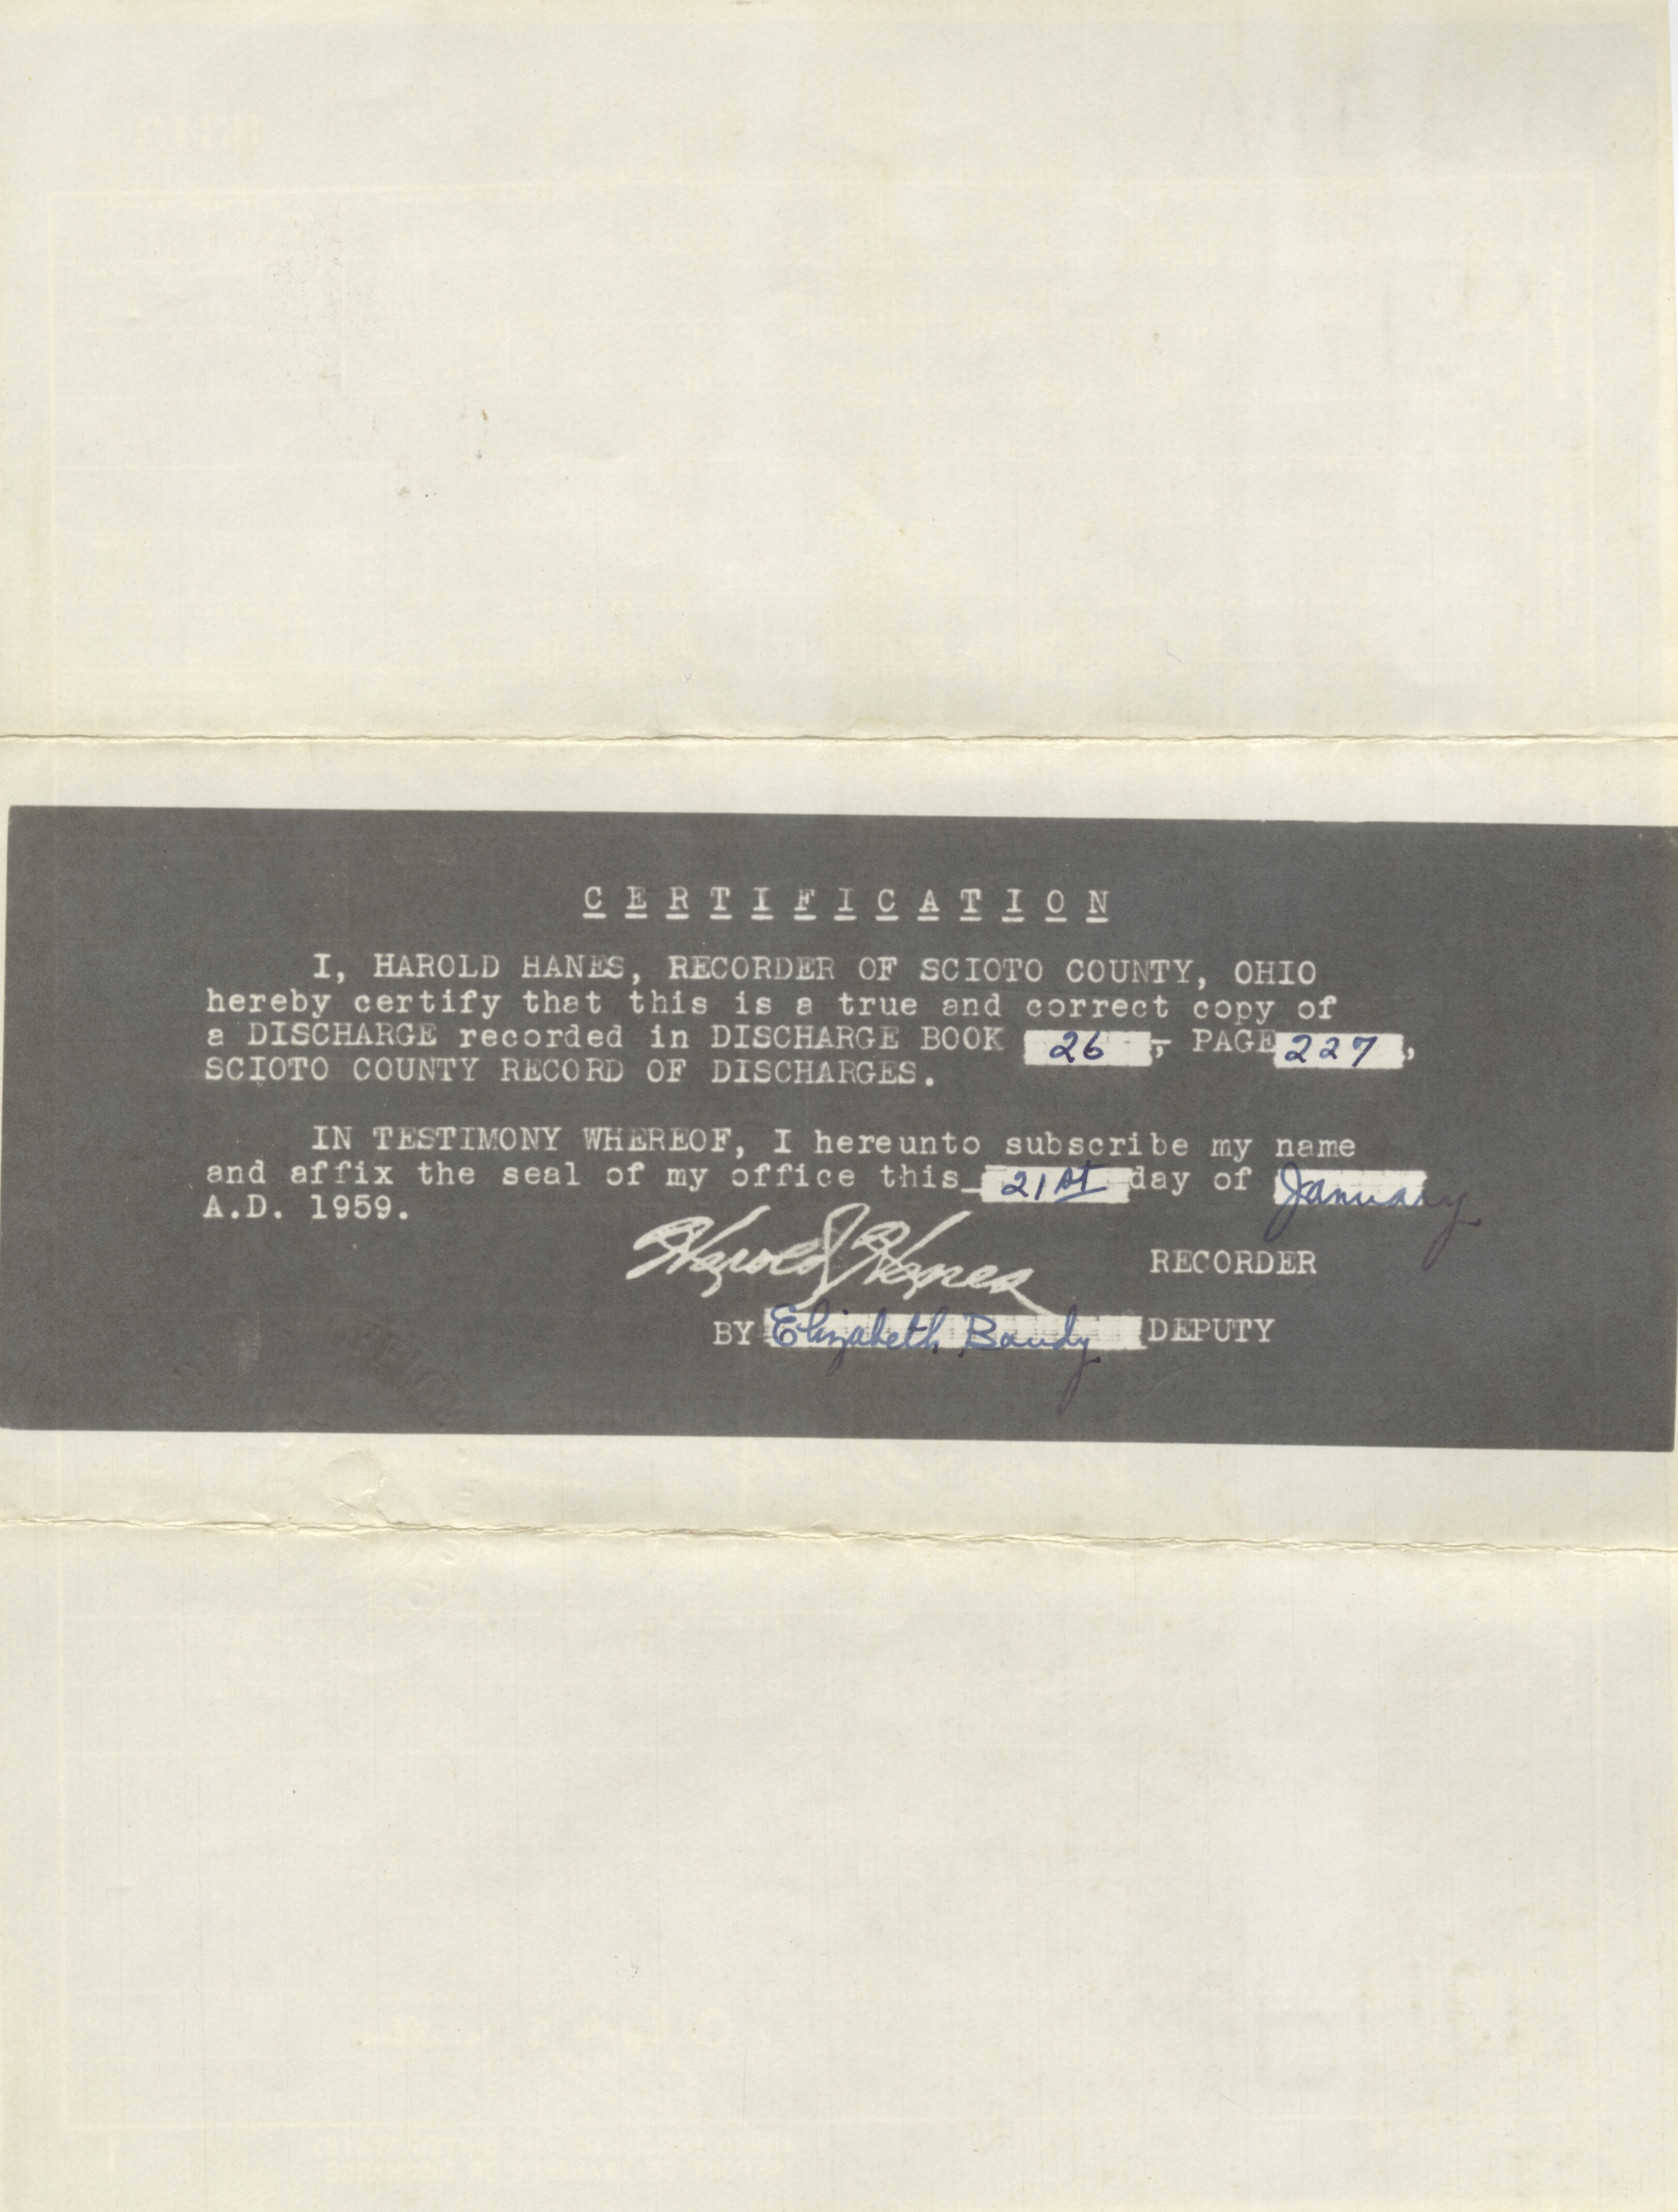 CERTIFICATION
I, HAROLD HANES, RECORDER OF SCIOTO COUNTY, OHIO
hereby certify that this is a true and correct copy of
a DISCHARGE recorded in DISCHARGE BOOK 26, PAGE 227,
SCIOTO COUNTY RECORD OF DISCHARGES.
IN TESTIMONY WHEREOF, I hereunto subscribe my name
and affix the seal of my office this 21st day of January
A.D. 1959.
Harold Hanes RECORDER
BY Elizabeth Bandy DEPUTY